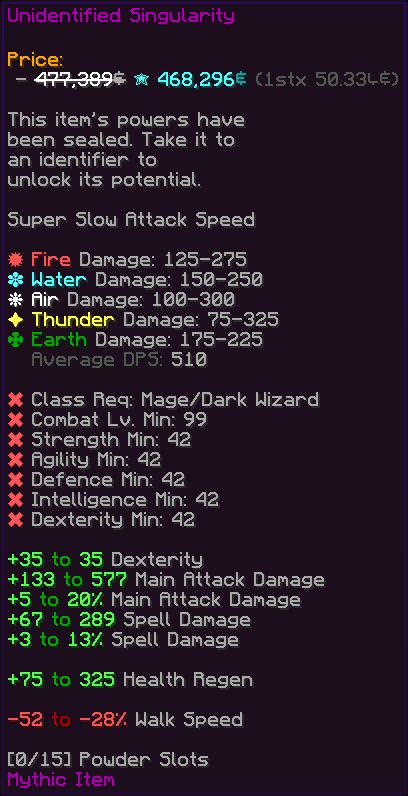 Unidentified Singularity
Price:
- 477,389 468,296 (1stx 50.33)
This item's powers have
been sealed. Take it to
an identifier to
unlock its potential.
Super Slow Attack Speed
Fire Damage: 125-275
Water Damage: 150-250
Air Damage: 100-300
Thunder Damage: 75-325
Earth Damage: 175-225
Average DPS: 510
✖ Class Req: Mage/Dark Wizard
✖ Combat Lv. Min: 99
✖ Strength Min: 42
✖ Agility Min: 42
✖ Defence Min: 42
✖ Intelligence Min: 42
✖ Dexterity Min: 42
+35 to 35 Dexterity
+133 to 577 Main Attack Damage
+5 to 20% Main Attack Damage
+67 to 289 Spell Damage
+3 to 13% Spell Damage
+75 to 325 Health Regen
-52 to -28% Walk Speed
[0/15] Powder Slots
Mythic Item